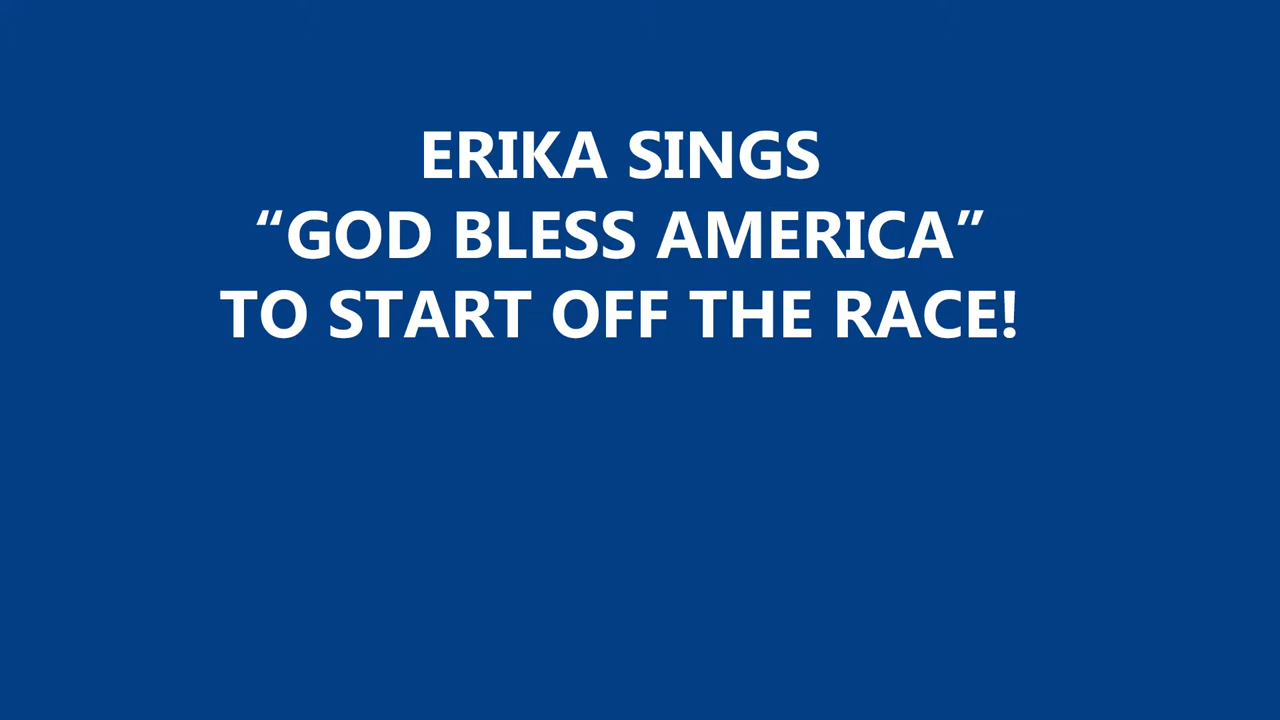 ERIKA SINGS
“GOD BLESS AMERICA”
TO START OFF THE RACE!